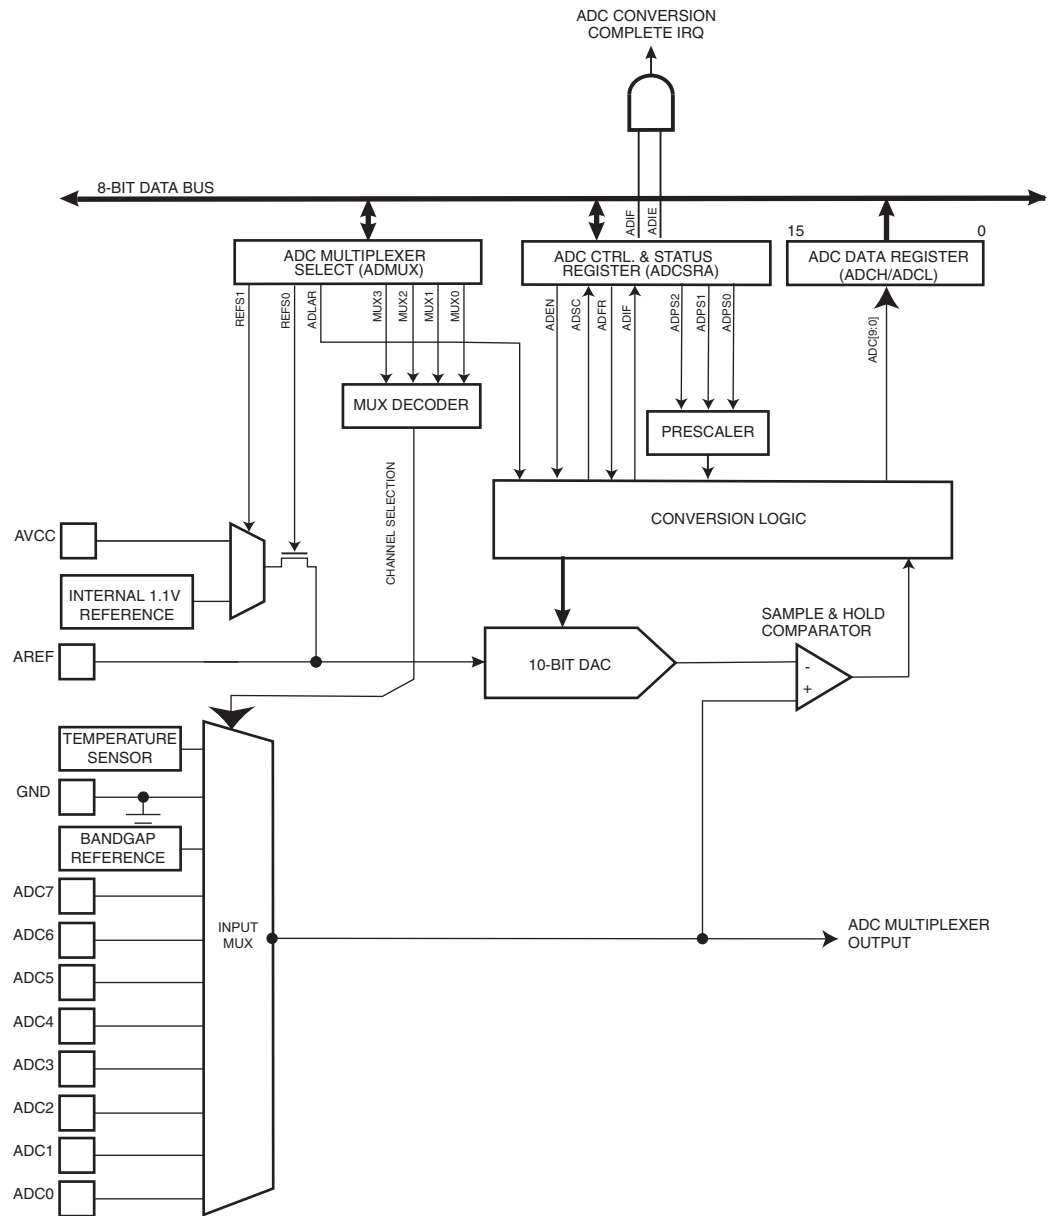 ADC CONVERSION
COMPLETE IRQ
8-BIT DATA BUS
ADIF
ADIE
15
0
ADC MULTIPLEXER
SELECT (ADMUX)
ADC CTRL. & STATUS
REGISTER (ADCSRA)
ADC DATA REGISTER
(ADCH/ADCL)
REFS1
REFS0
ADLAR
MUX3
MUX2
MUX1
MUX0
ADEN
ADSC
ADFR
ADIF
ADPS2
ADPS1
ADPS0
ADC[9:0]
MUX DECODER
PRESCALER
CHANNEL SELECTION
CONVERSION LOGIC
AVCC
INTERNAL 1.1V
REFERENCE
SAMPLE & HOLD
COMPARATOR
AREF
10-BIT DAC
-
+
TEMPERATURE
SENSOR
GND
BANDGAP
REFERENCE
ADC7
ADC6
INPUT
MUX
ADC MULTIPLEXER
OUTPUT
ADC5
ADC4
ADC3
ADC2
ADC1
ADC0